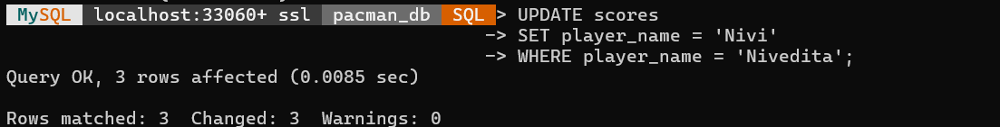 MySQL localhost:33060+ ssl pacman_db SQL > UPDATE scores
-> SET player_name = 'Nivi'
-> WHERE player_name = 'Nivedita';
Query OK, 3 rows affected (0.0085 sec)
Rows matched: 3 Changed: 3 Warnings: 0